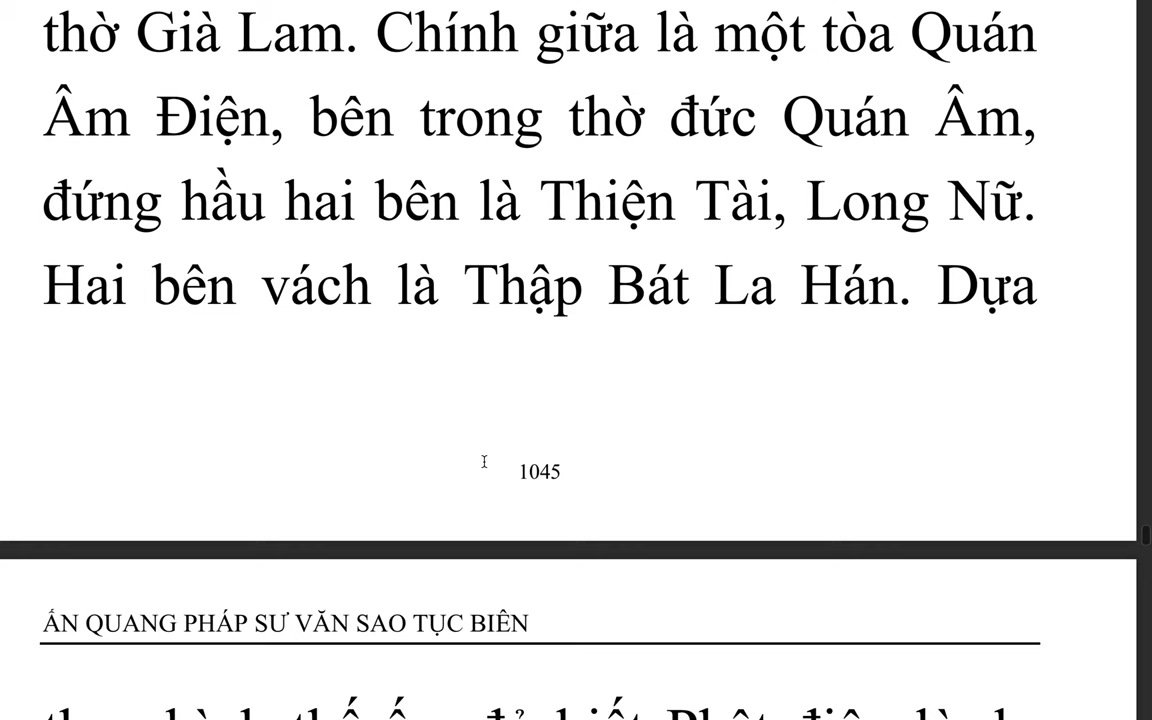 thờ Già Lam. Chính giữa là một tòa Quán
Âm Điện, bên trong thờ đức Quán Âm,
đứng hầu hai bên là Thiện Tài, Long Nữ.
Hai bên vách là Thập Bát La Hán. Dựa
1045
ẤN QUANG PHÁP SƯ VĂN SAO TỤC BIÊN